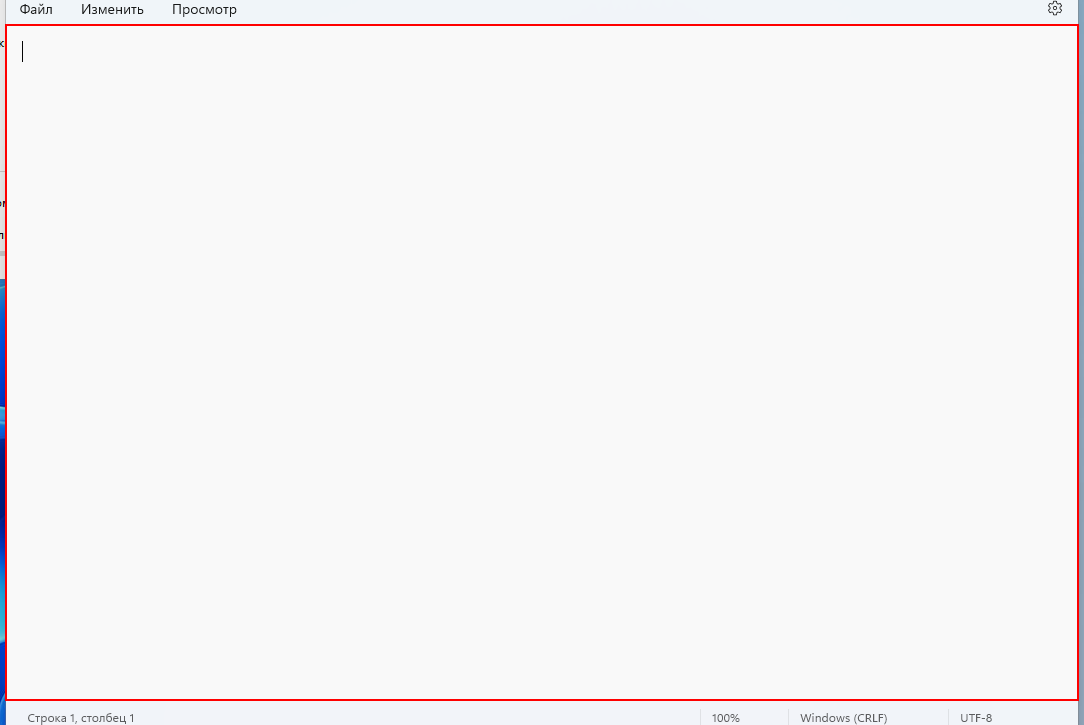 Файл Изменить Просмотр
Строка 1, столбец 1 100% Windows (CRLF) UTF-8